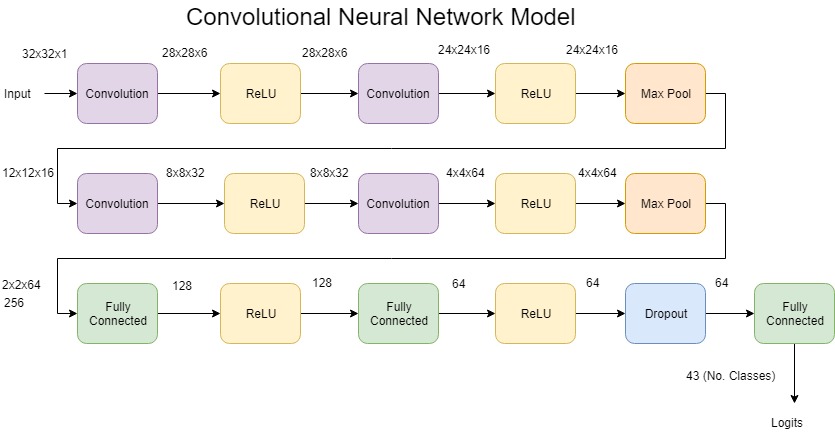 Convolutional Neural Network Model
32x32x1
28x28x6
28x28x6
24x24x16
24x24x16
Input
Convolution
ReLU
Convolution
ReLU
Max Pool
12x12x16
8x8x32
8x8x32
4x4x64
4x4x64
Convolution
ReLU
Convolution
ReLU
Max Pool
2x2x64
256
128
128
64
64
64
Fully
Connected
ReLU
Fully
Connected
ReLU
Dropout
Fully
Connected
43 (No. Classes)
Logits